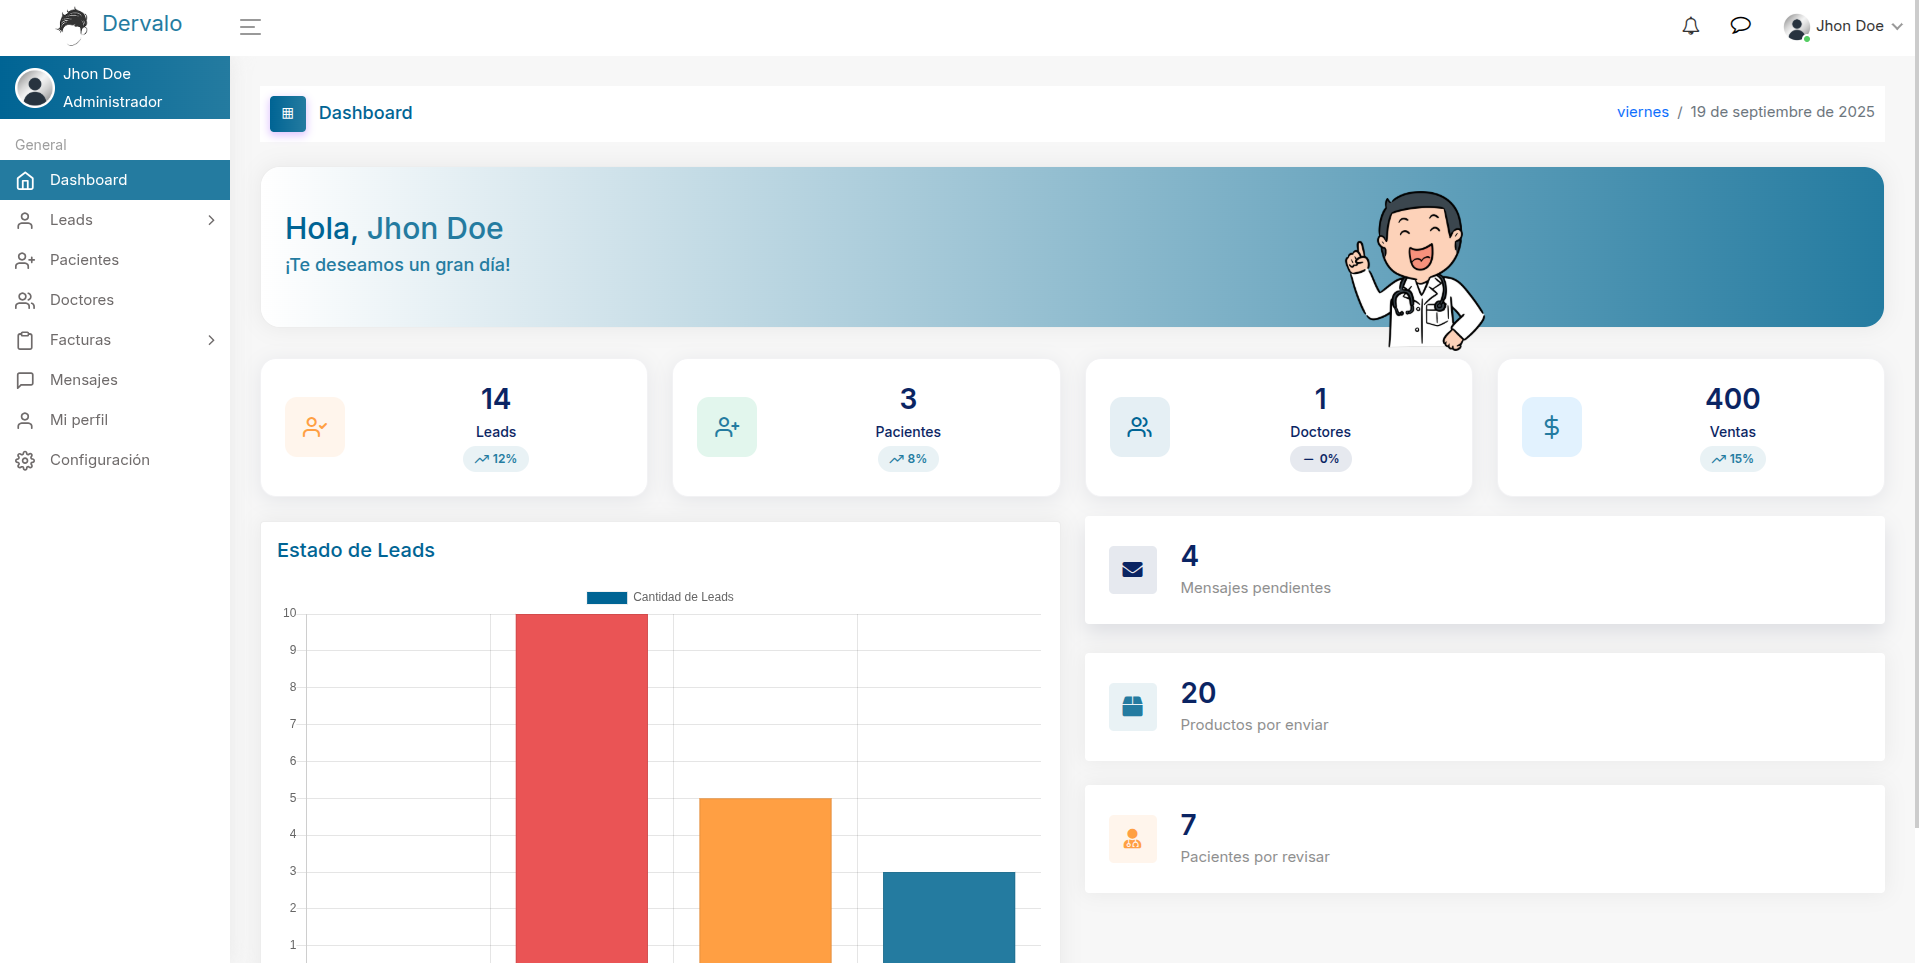 Dervalo
Jhon Doe
Jhon Doe
Administrador
General
Dashboard
Leads
Pacientes
Doctores
Facturas
Mensajes
Mi perfil
Configuración
Dashboard
viernes / 19 de septiembre de 2025
Hola, Jhon Doe
¡Te deseamos un gran día!
14
Leads
12%
3
Pacientes
8%
1
Doctores
0%
400
Ventas
15%
Estado de Leads
Cantidad de Leads
10
9
8
7
6
5
4
3
2
1
4
Mensajes pendientes
20
Productos por enviar
7
Pacientes por revisar